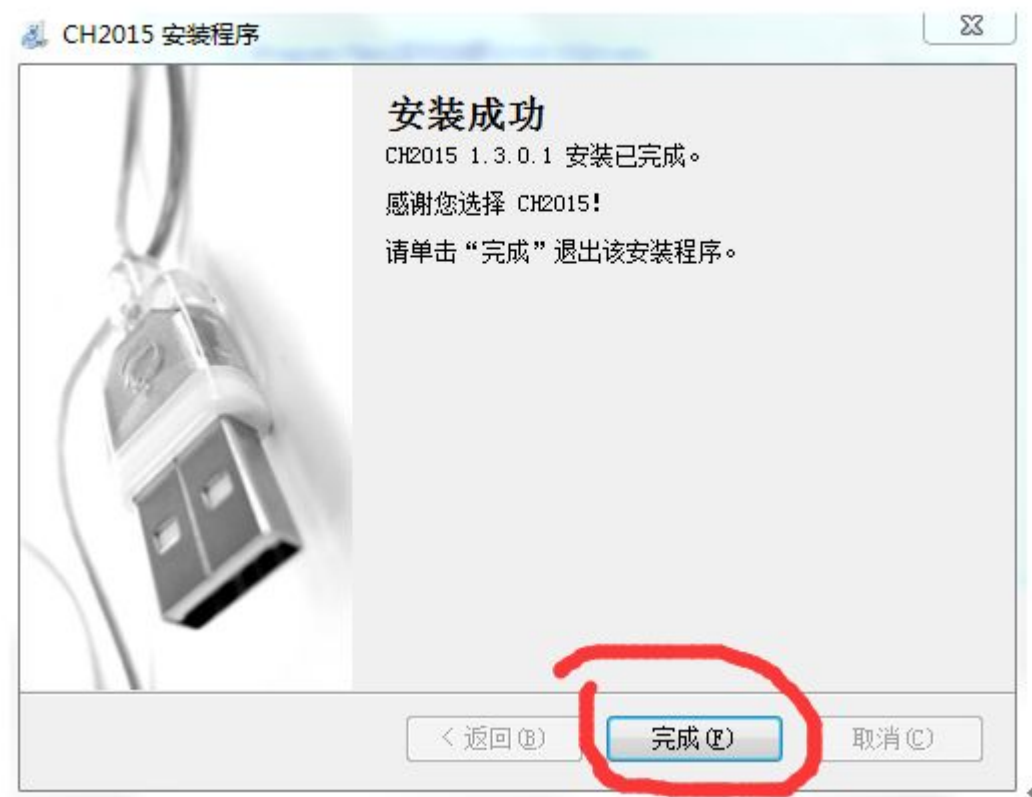 CH2015 安装程序
安装成功
CH2015 1.3.0.1 安装已完成。
感谢您选择 CH2015!
请单击“完成”退出该安装程序。
< 返回(B)
完成(F)
取消(C)